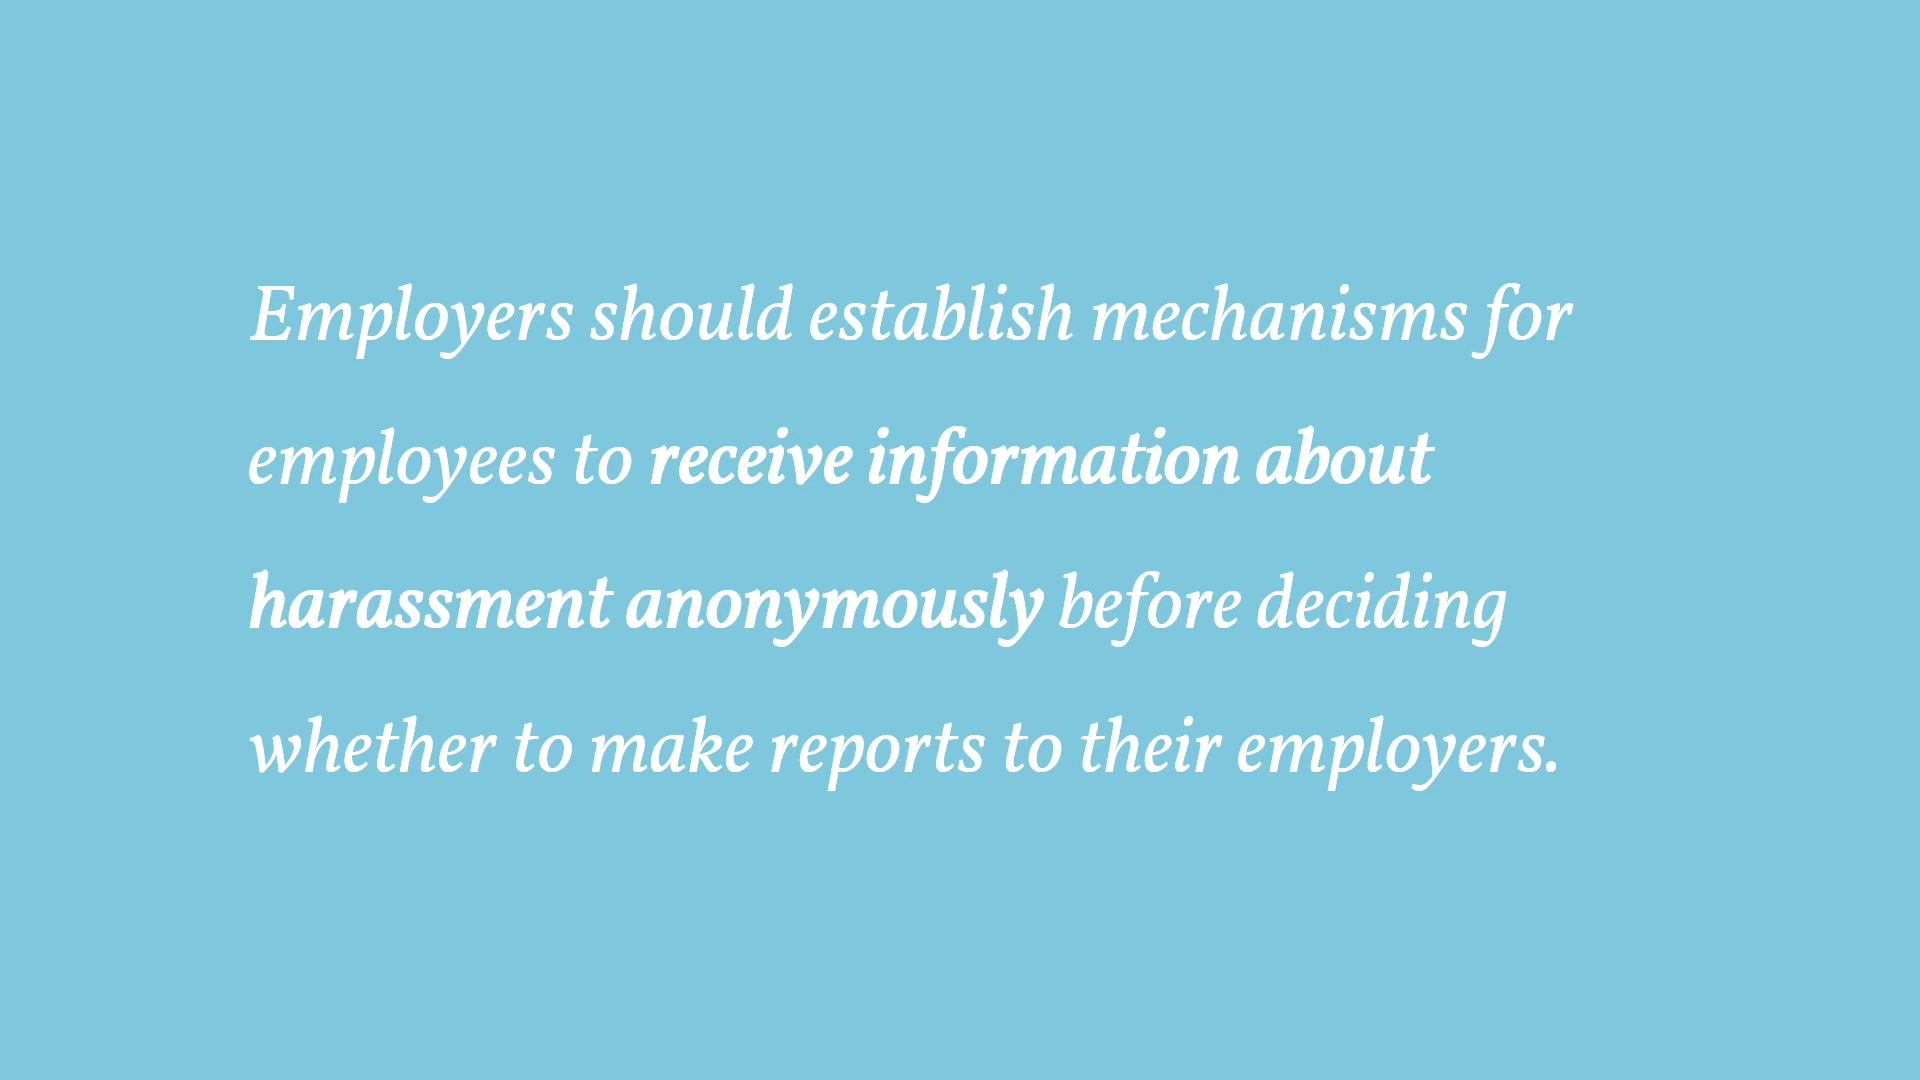 Employers should establish mechanisms for
employees to receive information about
harassment anonymously before deciding
whether to make reports to their employers.